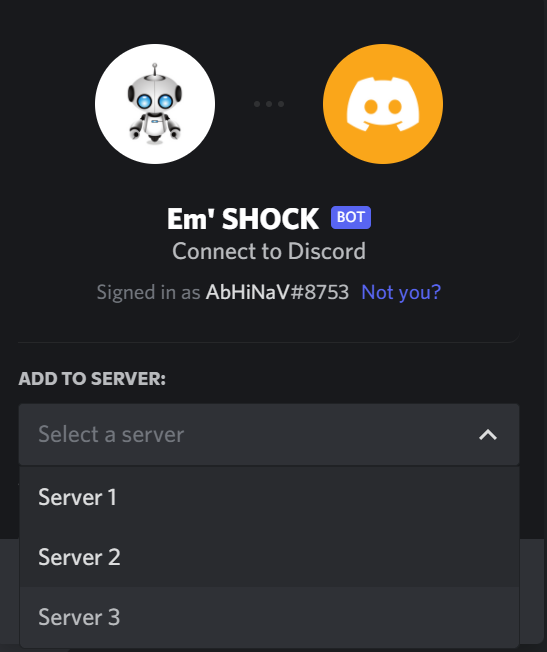 Em' SHOCK BOT
Connect to Discord
Signed in as AbHiNaV#8753 Not you?
ADD TO SERVER:
Select a server
Server 1
Server 2
Server 3